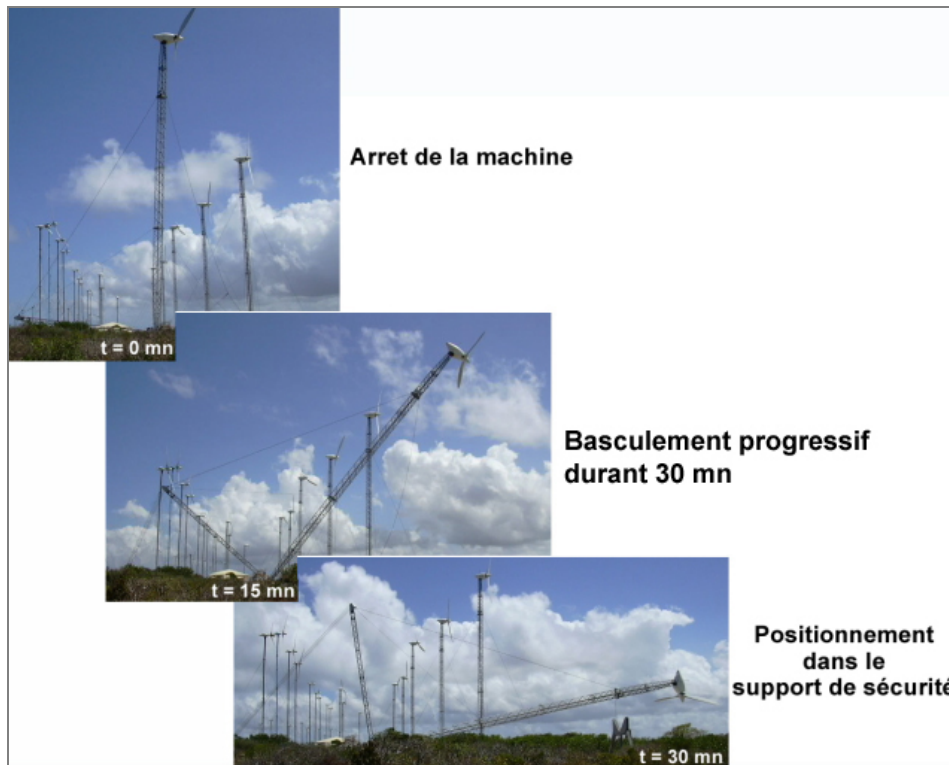 Arret de la machine
t = 0 mn
Basculement progressif
durant 30 mn
t = 15 mn
Positionnement
dans le
support de sécurité
t = 30 mn